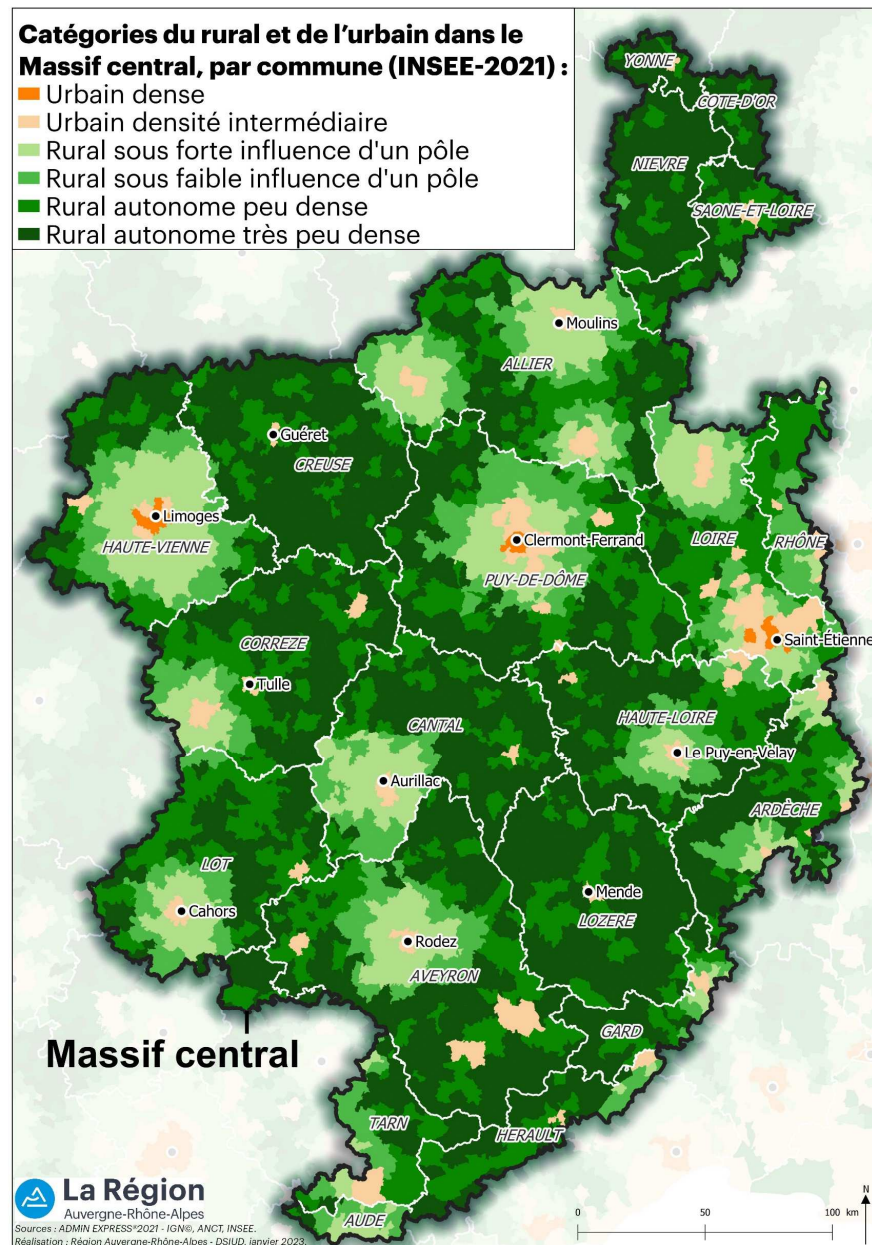 Catégories du rural et de l'urbain dans le
Massif central, par commune (INSEE-2021) :
Urbain dense
Urbain densité intermédiaire
Rural sous forte influence d'un pôle
Rural sous faible influence d'un pôle
Rural autonome peu dense
Rural autonome très peu dense
YONNE
COTE-D'OR
NIEVRE
SAONE-ET-LOIRE
Moulins
ALLIER
Guéret
CREUSE
Limoges
HAUTE-VIENNE
Clermont-Ferrand
PUY-DE-DÔME
LOIRE
RHÔNE
Saint-Étienne
CORREZE
Tulle
CANTAL
HAUTE-LOIRE
Le Puy-en-Velay
Aurillac
ARDÈCHE
LOT
Cahors
Mende
LOZERE
Rodez
AVEYRON
GARD
Massif central
TARN
HERAULT
AUDE
La Région
Auvergne-Rhône-Alpes
Sources : ADMIN EXPRESS®2021 - IGN©, ANCT, INSEE.
Réalisation : Région Auvergne-Rhône-Alpes - DSIUD, janvier 2023.
N
0 50 100 km